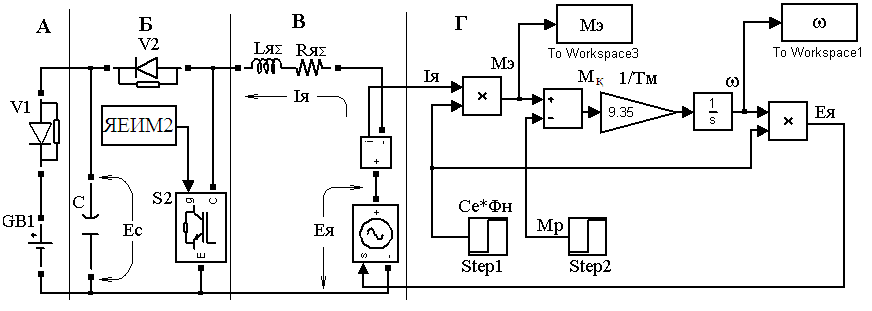 А
Б
В
Г
V2
LяΣ
RяΣ
Мэ
To Workspace3
ω
To Workspace1
Iя
Мэ
Мк
1/Тм
ω
Ея
V1
ЯЕИМ2
Iя
×
+
-
9.35
1
s
×
i
+
-
S2
g
C
E
C
Ec
GB1
+
Ея
+
s
-
Се*Фн
Step1
Мр
Step2